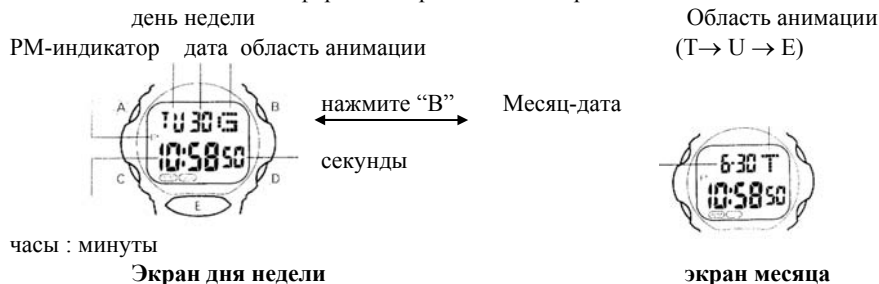 день недели Область анимации
PM-индикатор дата область анимации (T→ U → E)
A B нажмите “B” Месяц-дата
TU 30
10:58 50 секунды 6-30 T
C D 10:58 50
E
часы : минуты
Экран дня недели экран месяца